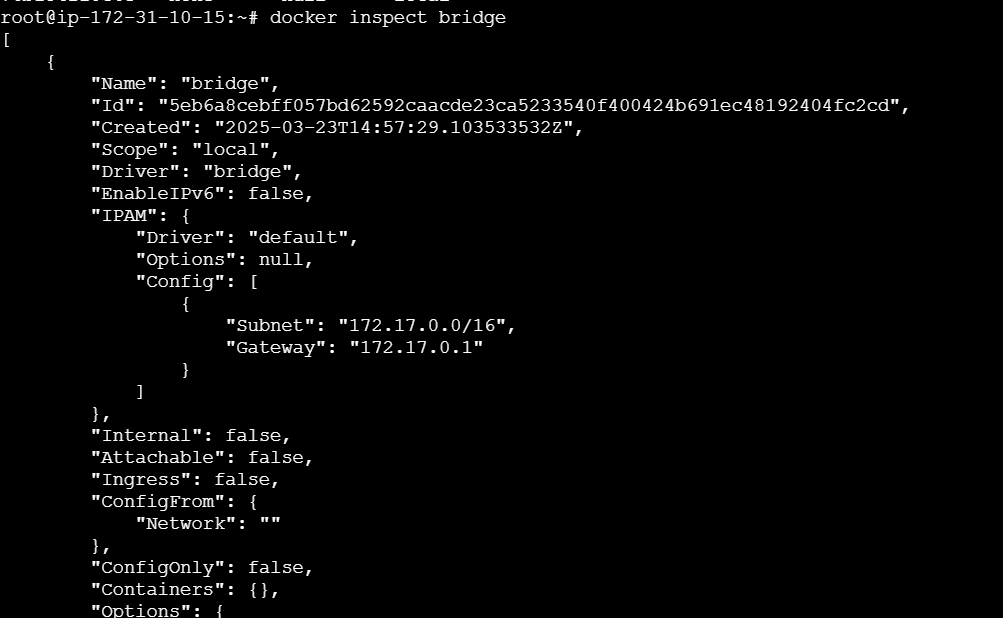 root@ip-172-31-10-15:~# docker inspect bridge
[
    {
        "Name": "bridge",
        "Id": "5eb6a8cebff057bd62592caacde23ca5233540f400424b691ec48192404fc2cd",
        "Created": "2025-03-23T14:57:29.103533532Z",
        "Scope": "local",
        "Driver": "bridge",
        "EnableIPv6": false,
        "IPAM": {
            "Driver": "default",
            "Options": null,
            "Config": [
                {
                    "Subnet": "172.17.0.0/16",
                    "Gateway": "172.17.0.1"
                }
            ]
        },
        "Internal": false,
        "Attachable": false,
        "Ingress": false,
        "ConfigFrom": {
            "Network": ""
        },
        "ConfigOnly": false,
        "Containers": {},
        "Options": {